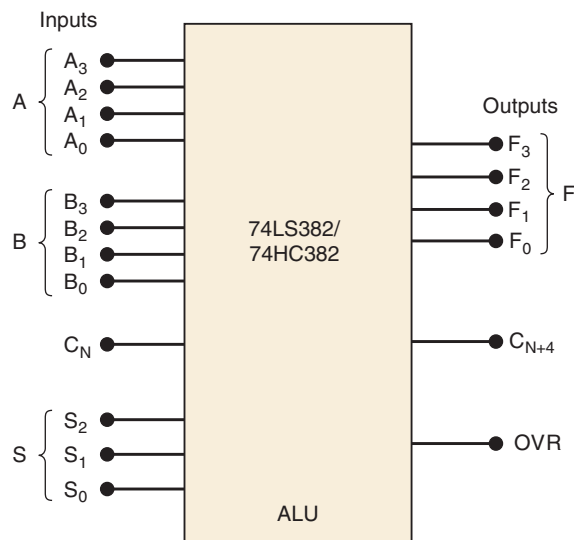 Inputs
A
A3
A2
A1
A0
B
B3
B2
B1
B0
CN
S
S2
S1
S0
74LS382/
74HC382
ALU
Outputs
F3
F2
F1
F0
F
CN+4
OVR